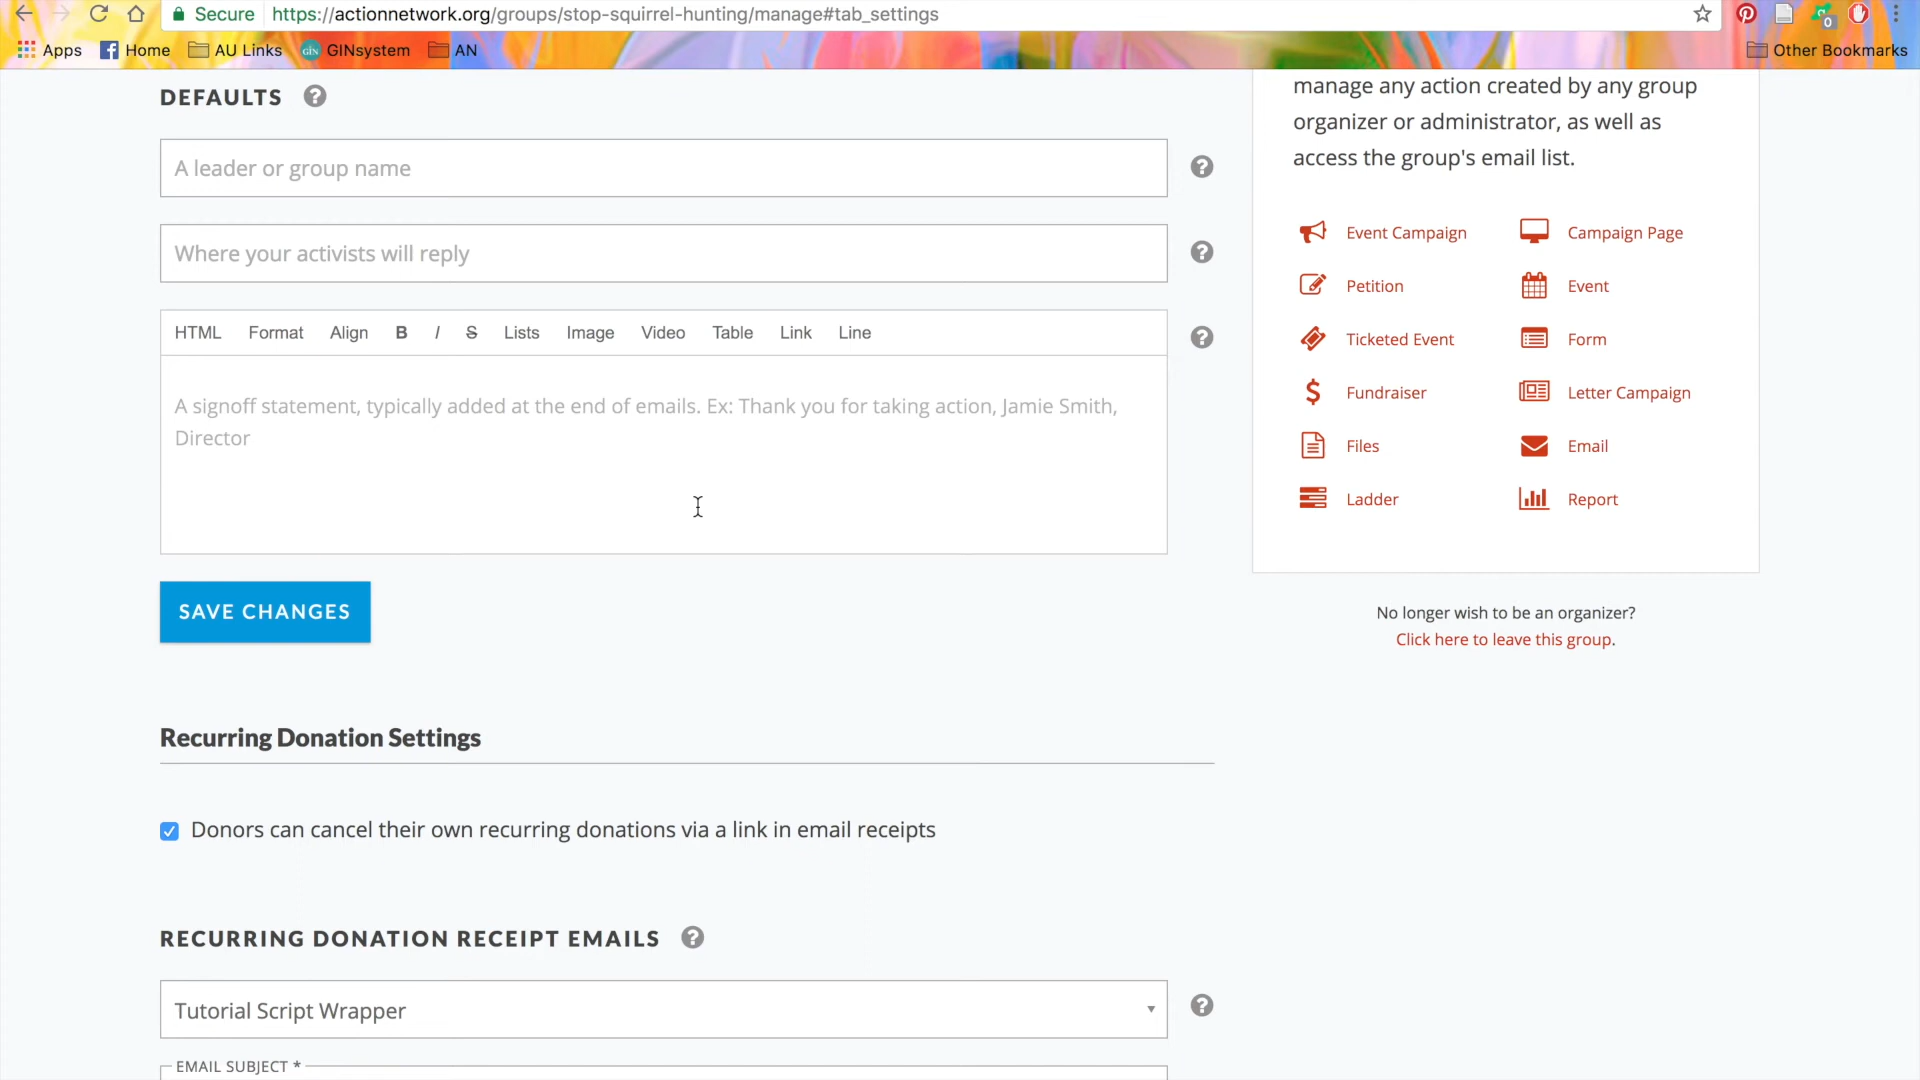 Secure https://actionnetwork.org/groups/stop-squirrel-hunting/manage#tab_settings
0
Apps Home AU Links GINsystem AN Other Bookmarks
DEFAULTS ?
A leader or group name ?
Where your activists will reply ?
HTML Format Align B I S Lists Image Video Table Link Line ?
A signoff statement, typically added at the end of emails. Ex: Thank you for taking action, Jamie Smith,
Director
SAVE CHANGES
Recurring Donation Settings
Donors can cancel their own recurring donations via a link in email receipts
RECURRING DONATION RECEIPT EMAILS ?
Tutorial Script Wrapper ?
EMAIL SUBJECT *
manage any action created by any group
organizer or administrator, as well as
access the group's email list.
Event Campaign Campaign Page
Petition Event
Ticketed Event Form
Fundraiser Letter Campaign
Files Email
Ladder Report
No longer wish to be an organizer?
Click here to leave this group.